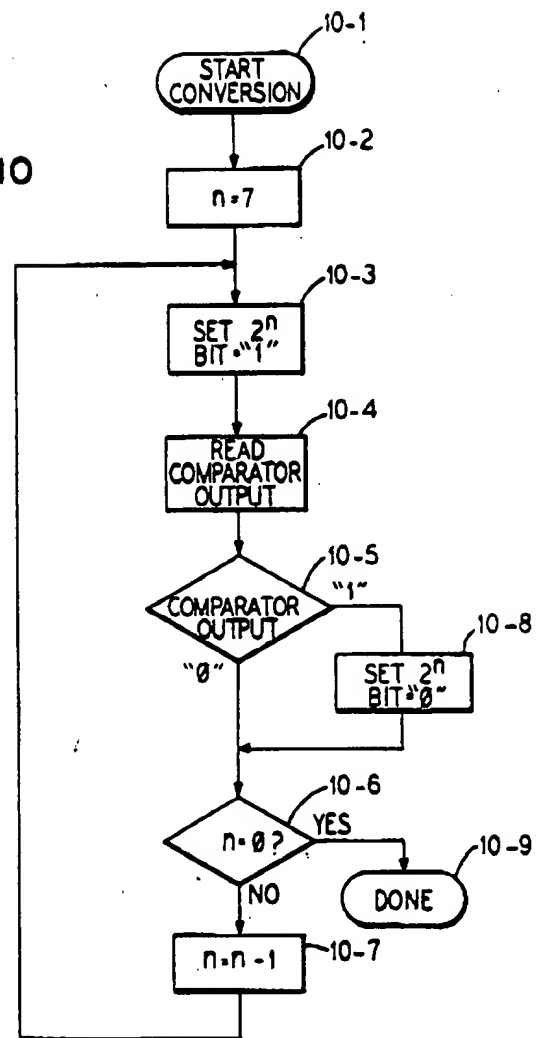 10-1
START
CONVERSION
10
10-2
n=7
10-3
SET 2ⁿ
BIT="1"
10-4
READ
COMPARATOR
OUTPUT
10-5
COMPARATOR
OUTPUT
"1"
"0"
10-8
SET 2ⁿ
BIT="0"
10-6
n=0?
YES
NO
10-9
DONE
10-7
n=n-1